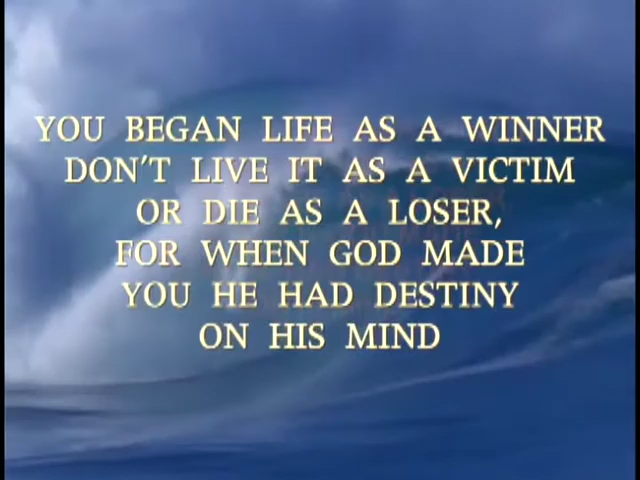 YOU BEGAN LIFE AS A WINNER
DON'T LIVE IT AS A VICTIM
OR DIE AS A LOSER,
FOR WHEN GOD MADE
YOU HE HAD DESTINY
ON HIS MIND